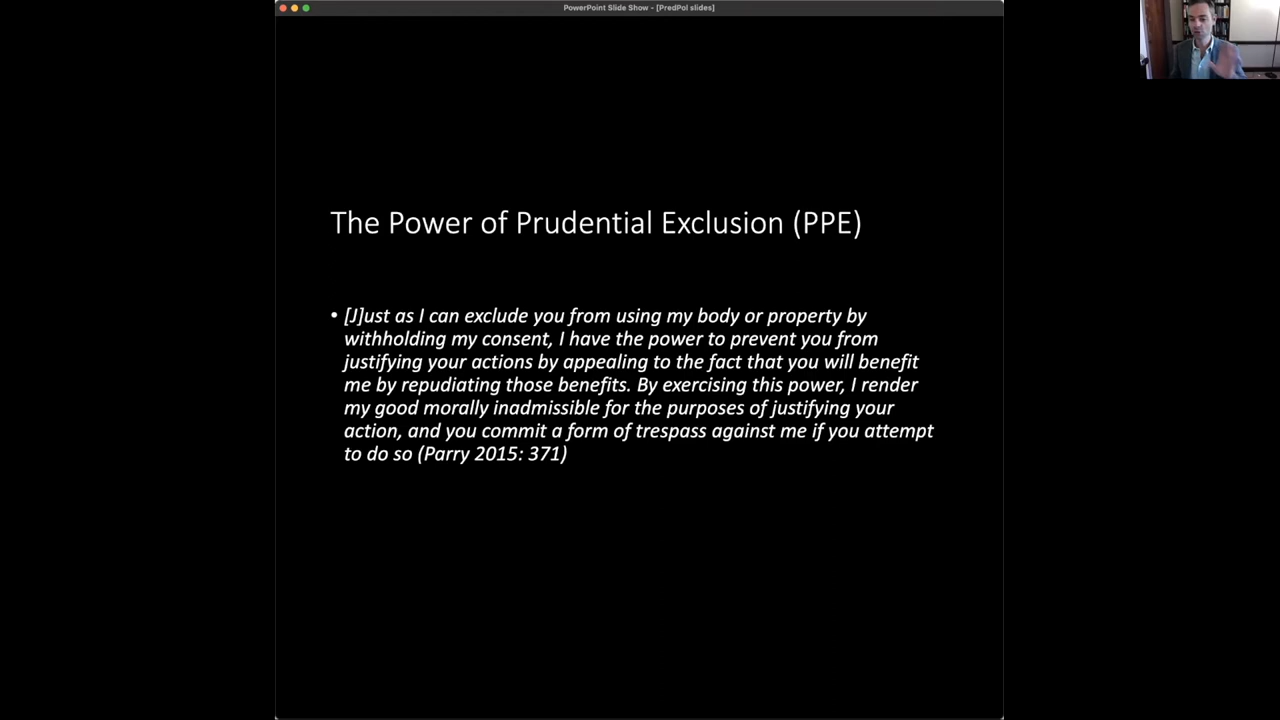 PowerPoint Slide Show - [PredPol slides]
The Power of Prudential Exclusion (PPE)
• [J]ust as I can exclude you from using my body or property by
withholding my consent, I have the power to prevent you from
justifying your actions by appealing to the fact that you will benefit
me by repudiating those benefits. By exercising this power, I render
my good morally inadmissible for the purposes of justifying your
action, and you commit a form of trespass against me if you attempt
to do so (Parry 2015: 371)